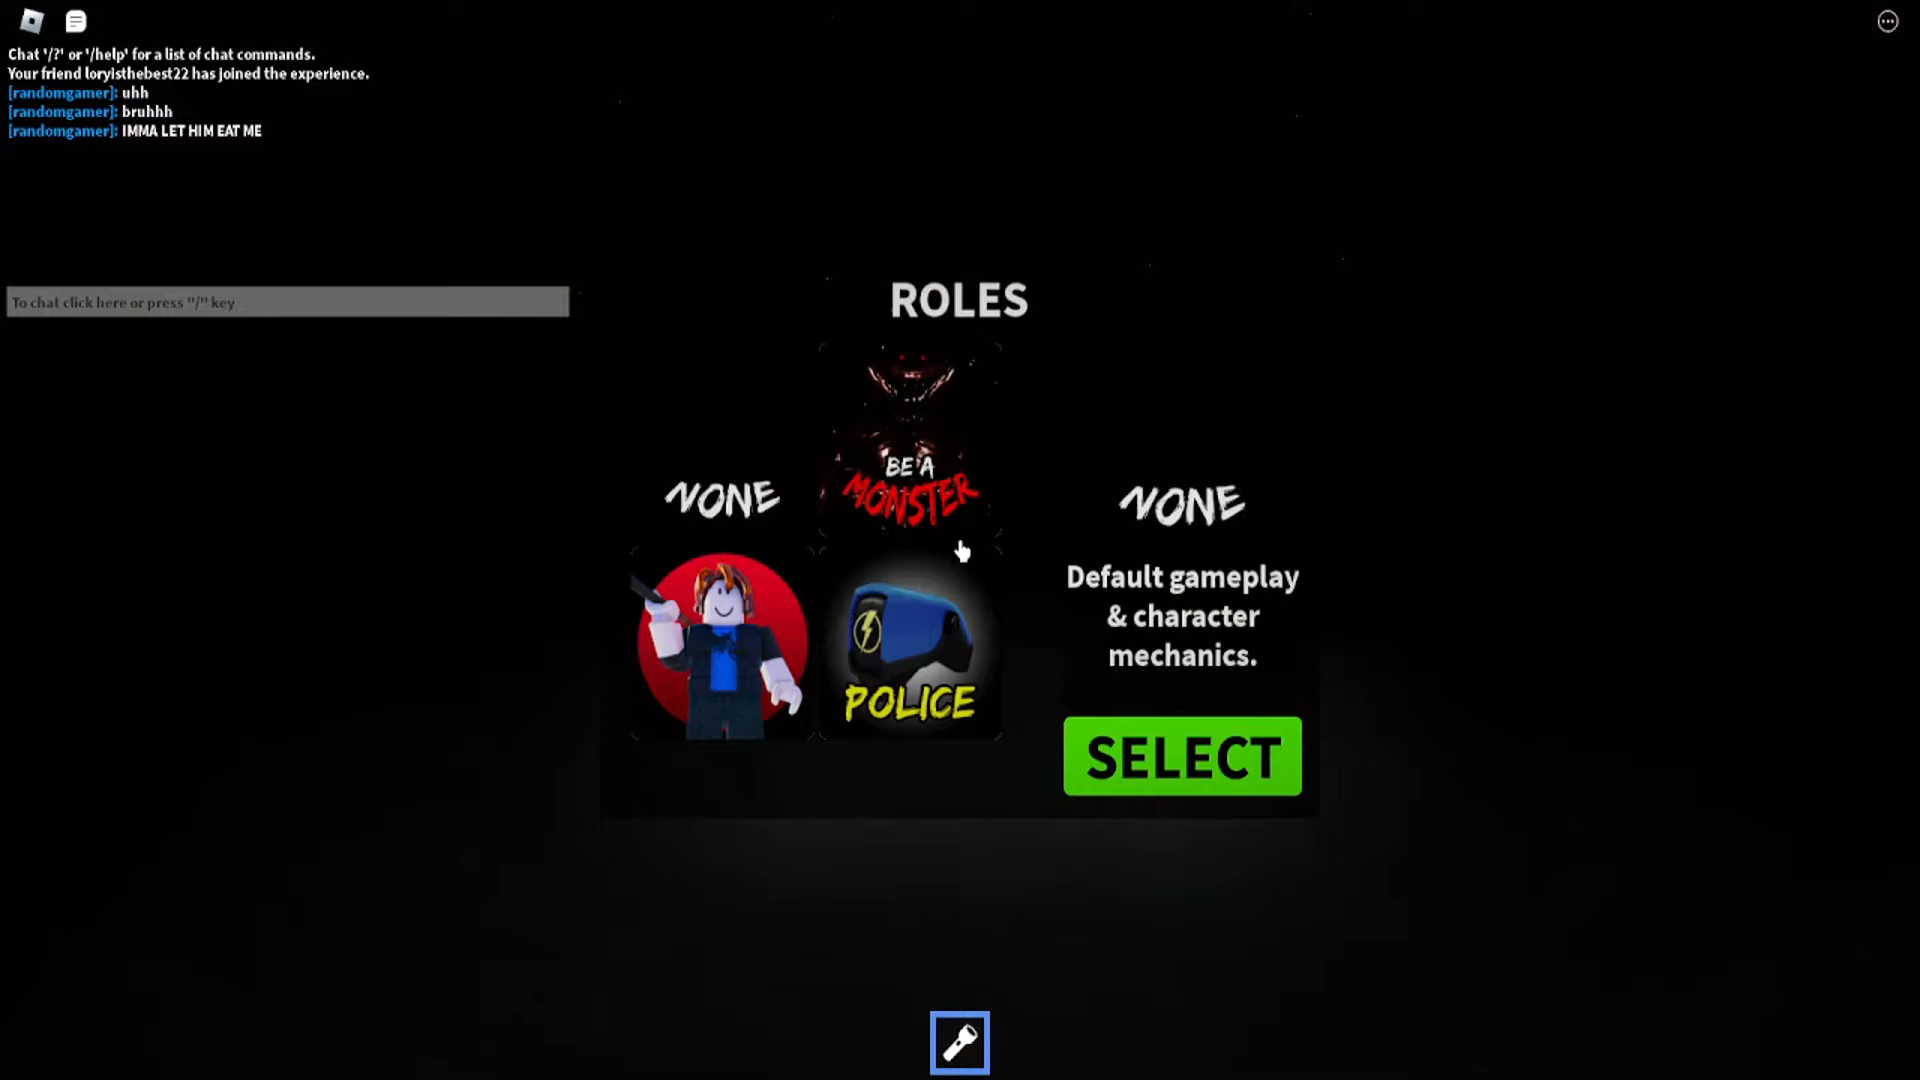 Chat '/?' or '/help' for a list of chat commands.
Your friend loryisthebest22 has joined the experience.
[randomgamer]: uhh
[randomgamer]: bruhhh
[randomgamer]: IMMA LET HIM EAT ME
To chat click here or press "/" key
ROLES
NONE
BE A
MONSTER
POLICE
NONE
Default gameplay
& character
mechanics.
SELECT